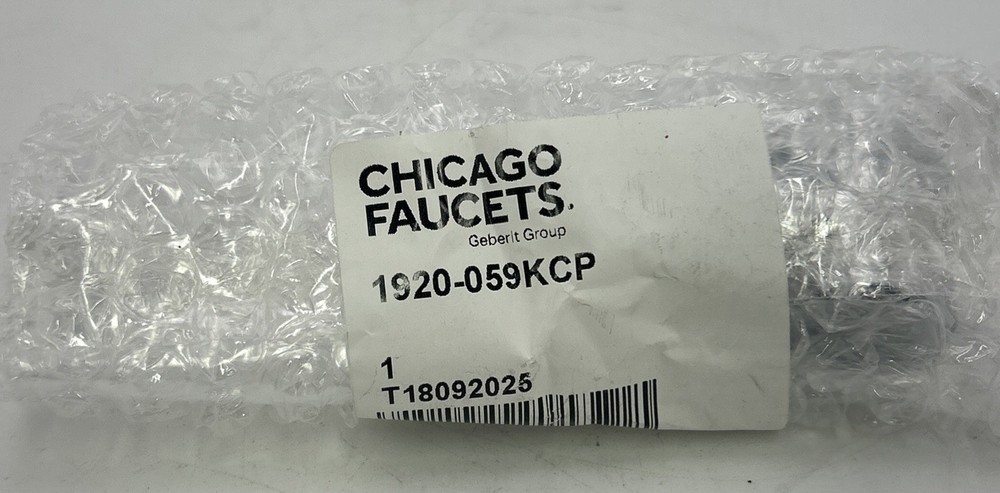 CHICAGO
FAUCETS.
Geberit Group
1920-059KCP
1
T18092025